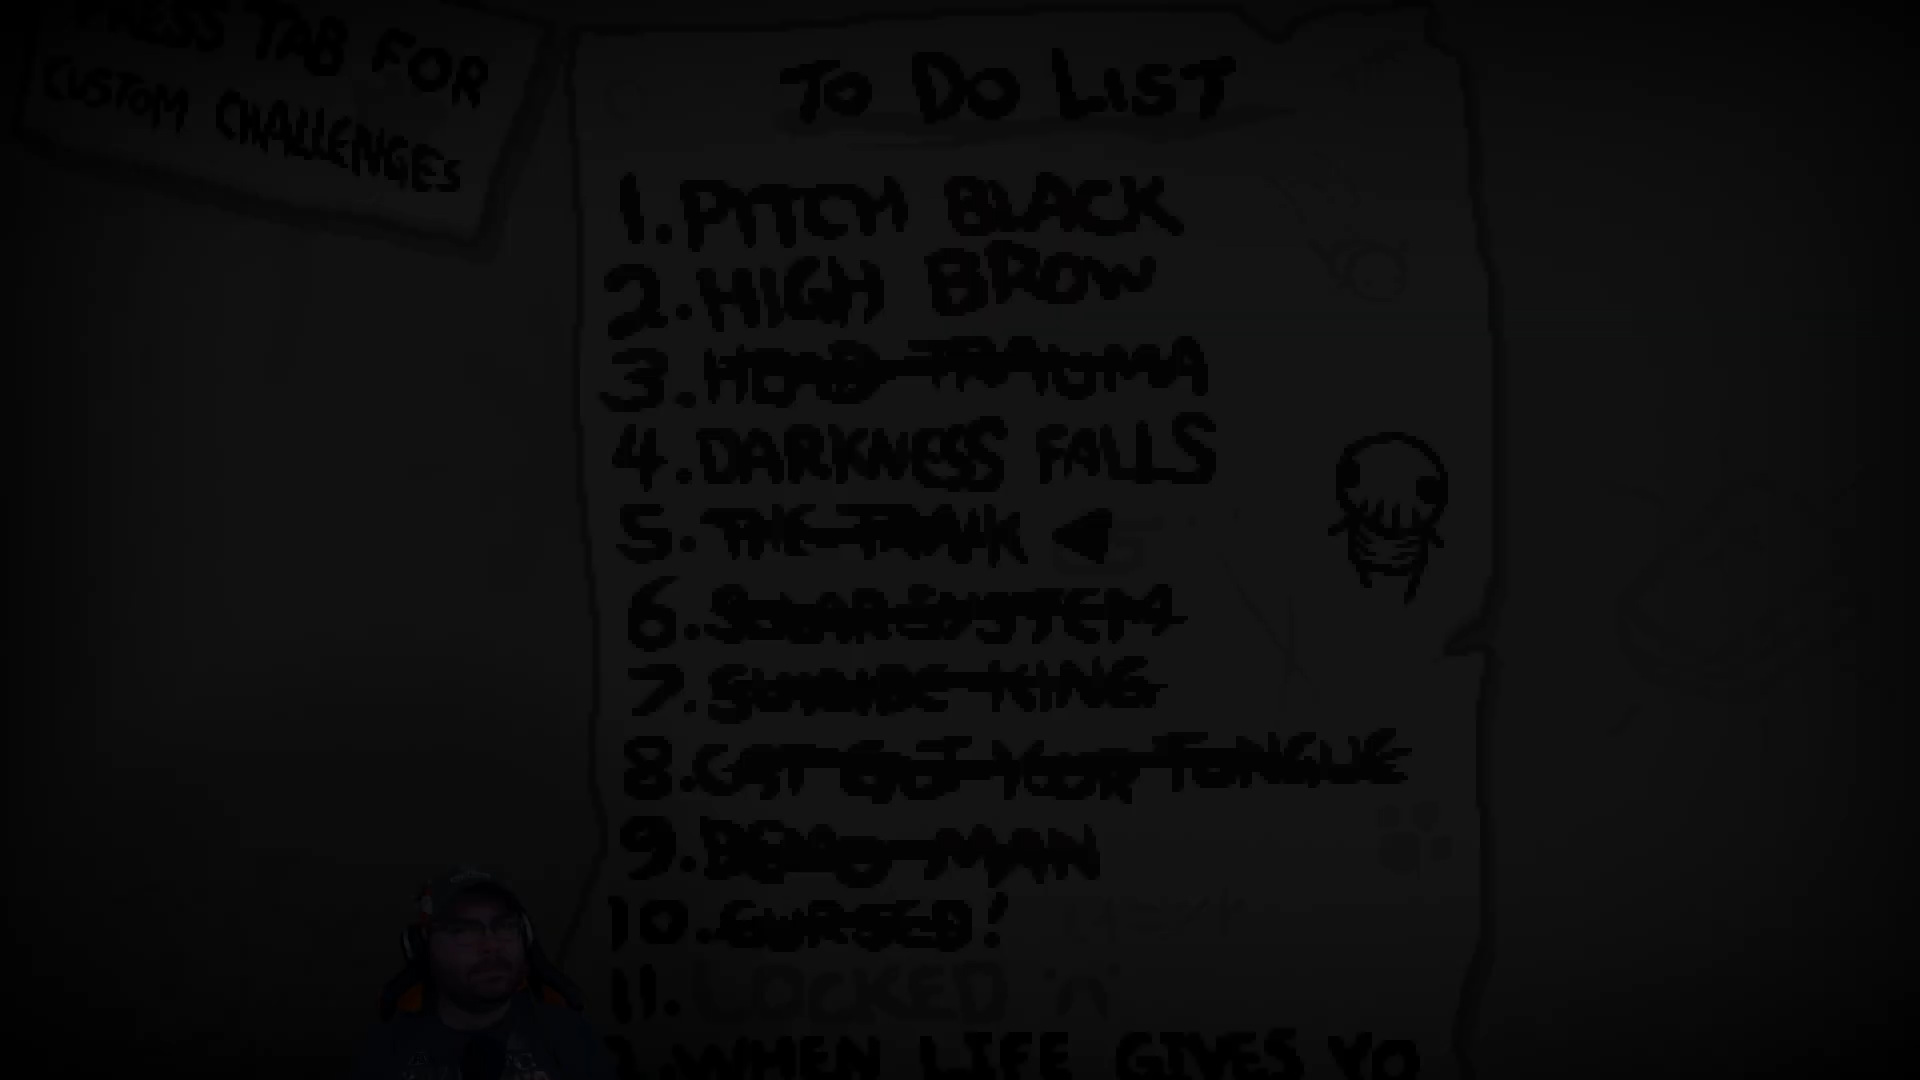 PRESS TAB FOR
CUSTOM CHALLENGES
TO DO LIST
1. PITCH BLACK
2. HIGH BROW
3. HEAD TRAUMA
4. DARKNESS FALLS
5. THE TANK
6. SOLAR SYSTEM
7. SUICIDE KING
8. CAT GOT YOUR TONGUE
9. DEMO MAN
10. CURSED!
11. LOCKED
WHEN LIFE GIVES YO